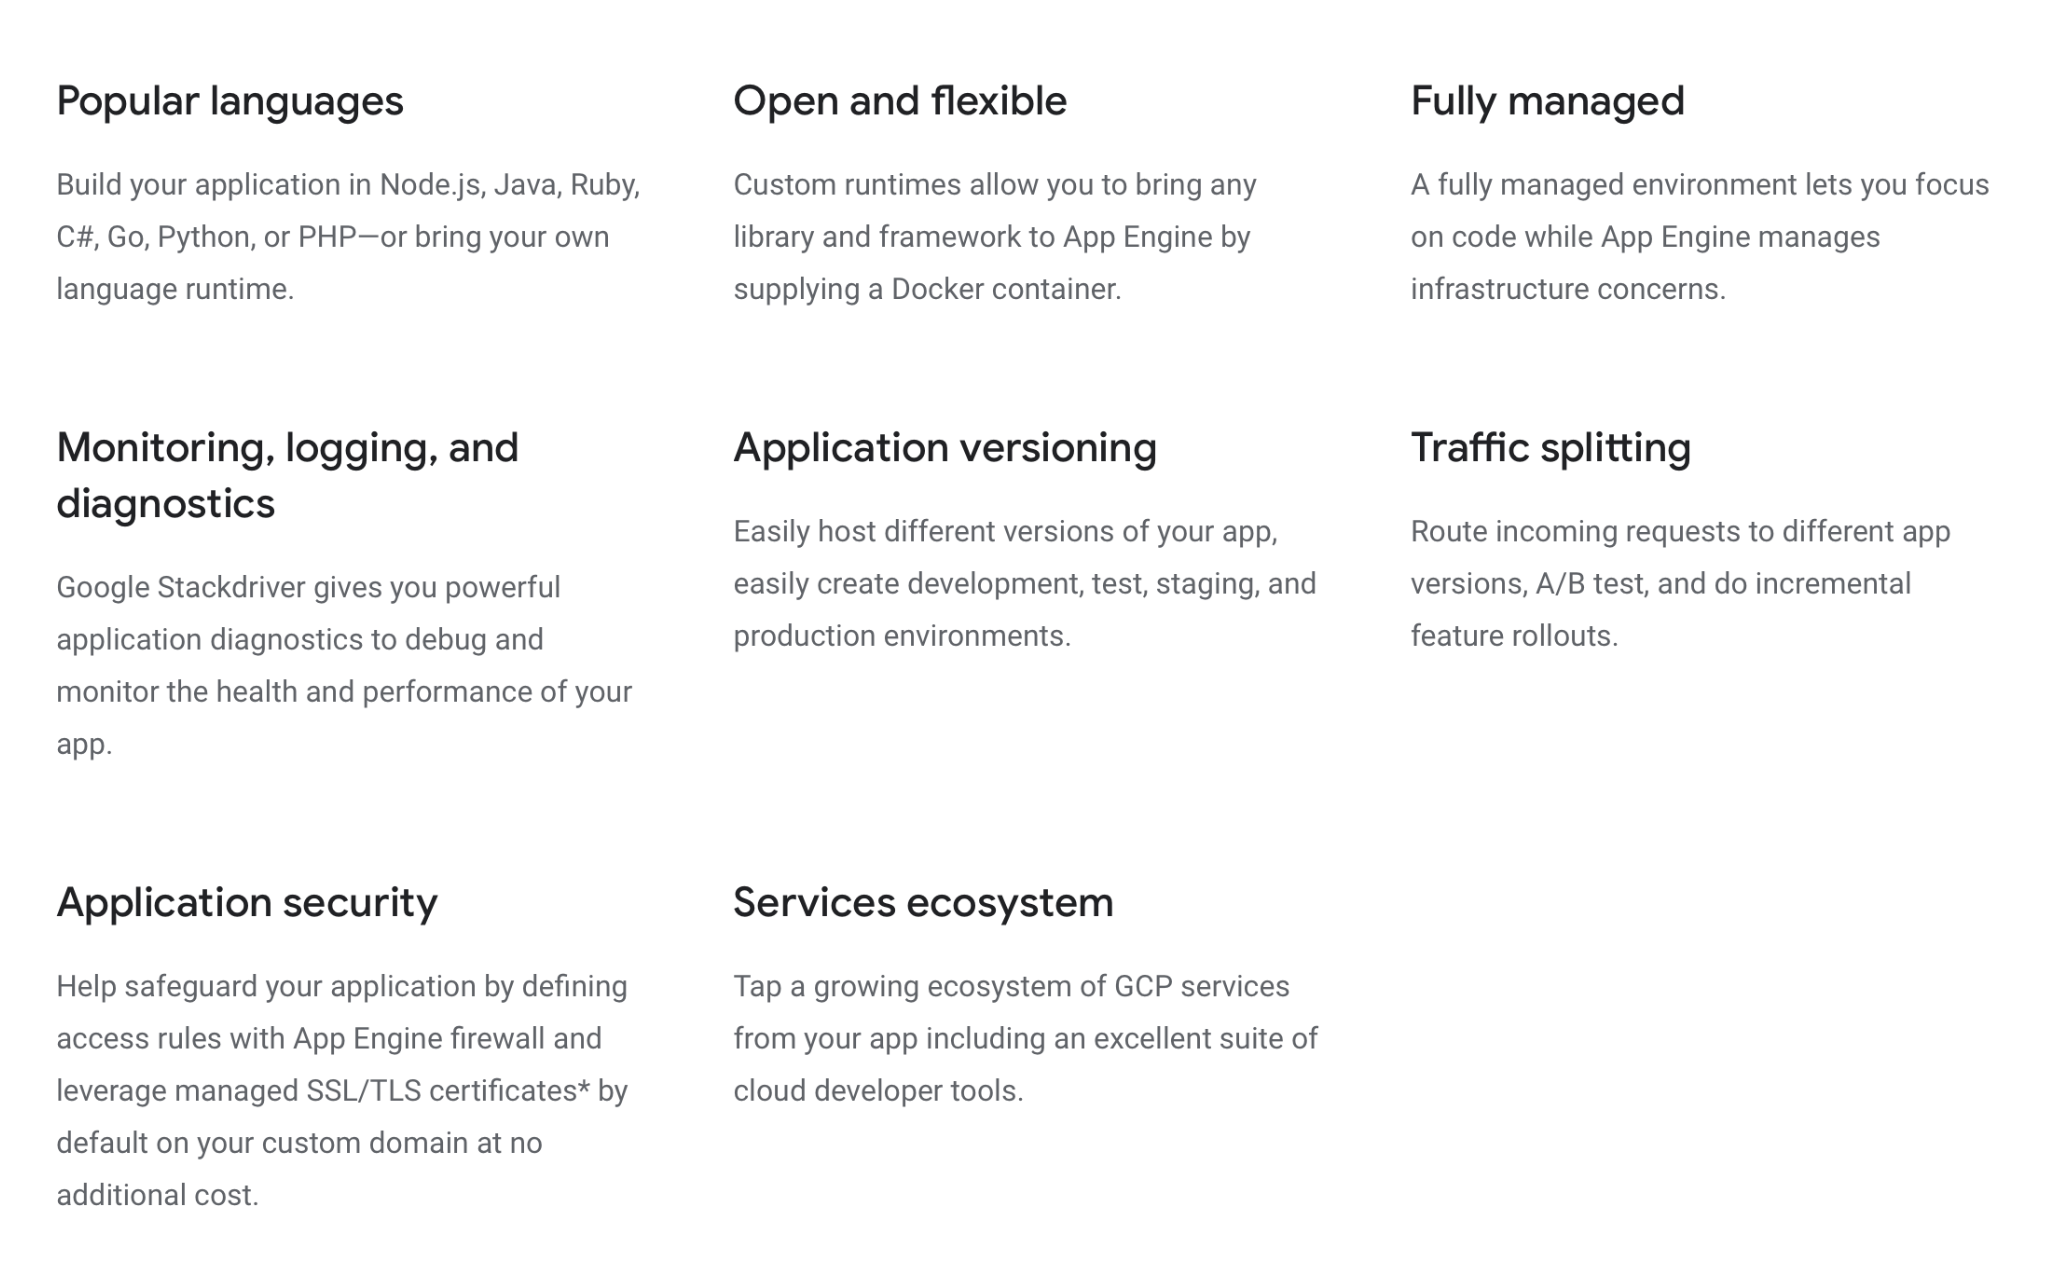 Popular languages
Build your application in Node.js, Java, Ruby,
C#, Go, Python, or PHP—or bring your own
language runtime.
Open and flexible
Custom runtimes allow you to bring any
library and framework to App Engine by
supplying a Docker container.
Fully managed
A fully managed environment lets you focus
on code while App Engine manages
infrastructure concerns.
Monitoring, logging, and
diagnostics
Google Stackdriver gives you powerful
application diagnostics to debug and
monitor the health and performance of your
app.
Application versioning
Easily host different versions of your app,
easily create development, test, staging, and
production environments.
Traffic splitting
Route incoming requests to different app
versions, A/B test, and do incremental
feature rollouts.
Application security
Help safeguard your application by defining
access rules with App Engine firewall and
leverage managed SSL/TLS certificates* by
default on your custom domain at no
additional cost.
Services ecosystem
Tap a growing ecosystem of GCP services
from your app including an excellent suite of
cloud developer tools.